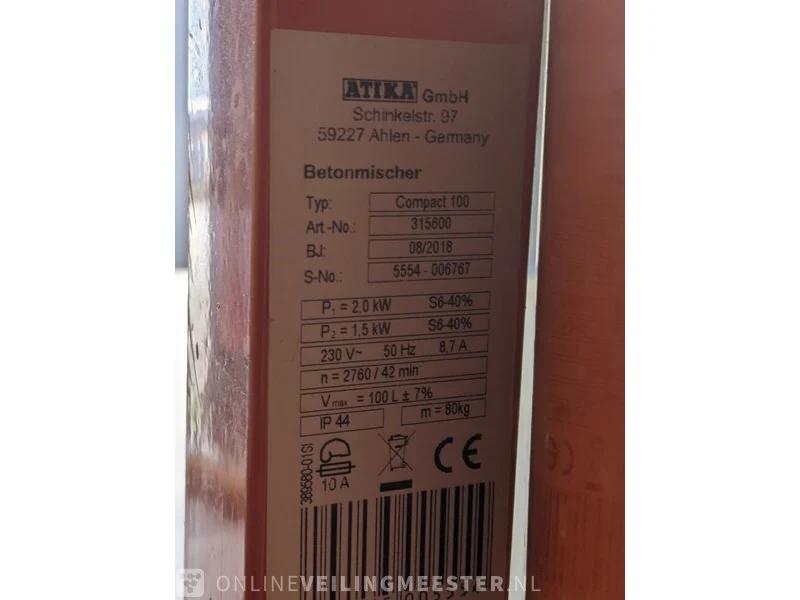 ATIKA GmbH
Schinkelstr. 97
59227 Ahlen - Germany
Betonmischer
Typ: Compact 100
Art.-No.: 315600
BJ: 08/2018
S-No.: 5554 - 006767
P1 = 2,0 kW S6-40%
P2 = 1,5 kW S6-40%
230 V~ 50 Hz 8,7 A
n = 2760 / 42 min-
Vmax = 100 L ± 7%
IP 44 m = 80kg
389580-01SI
10 A
CE
ONLINEVEILINGMEESTER.NL